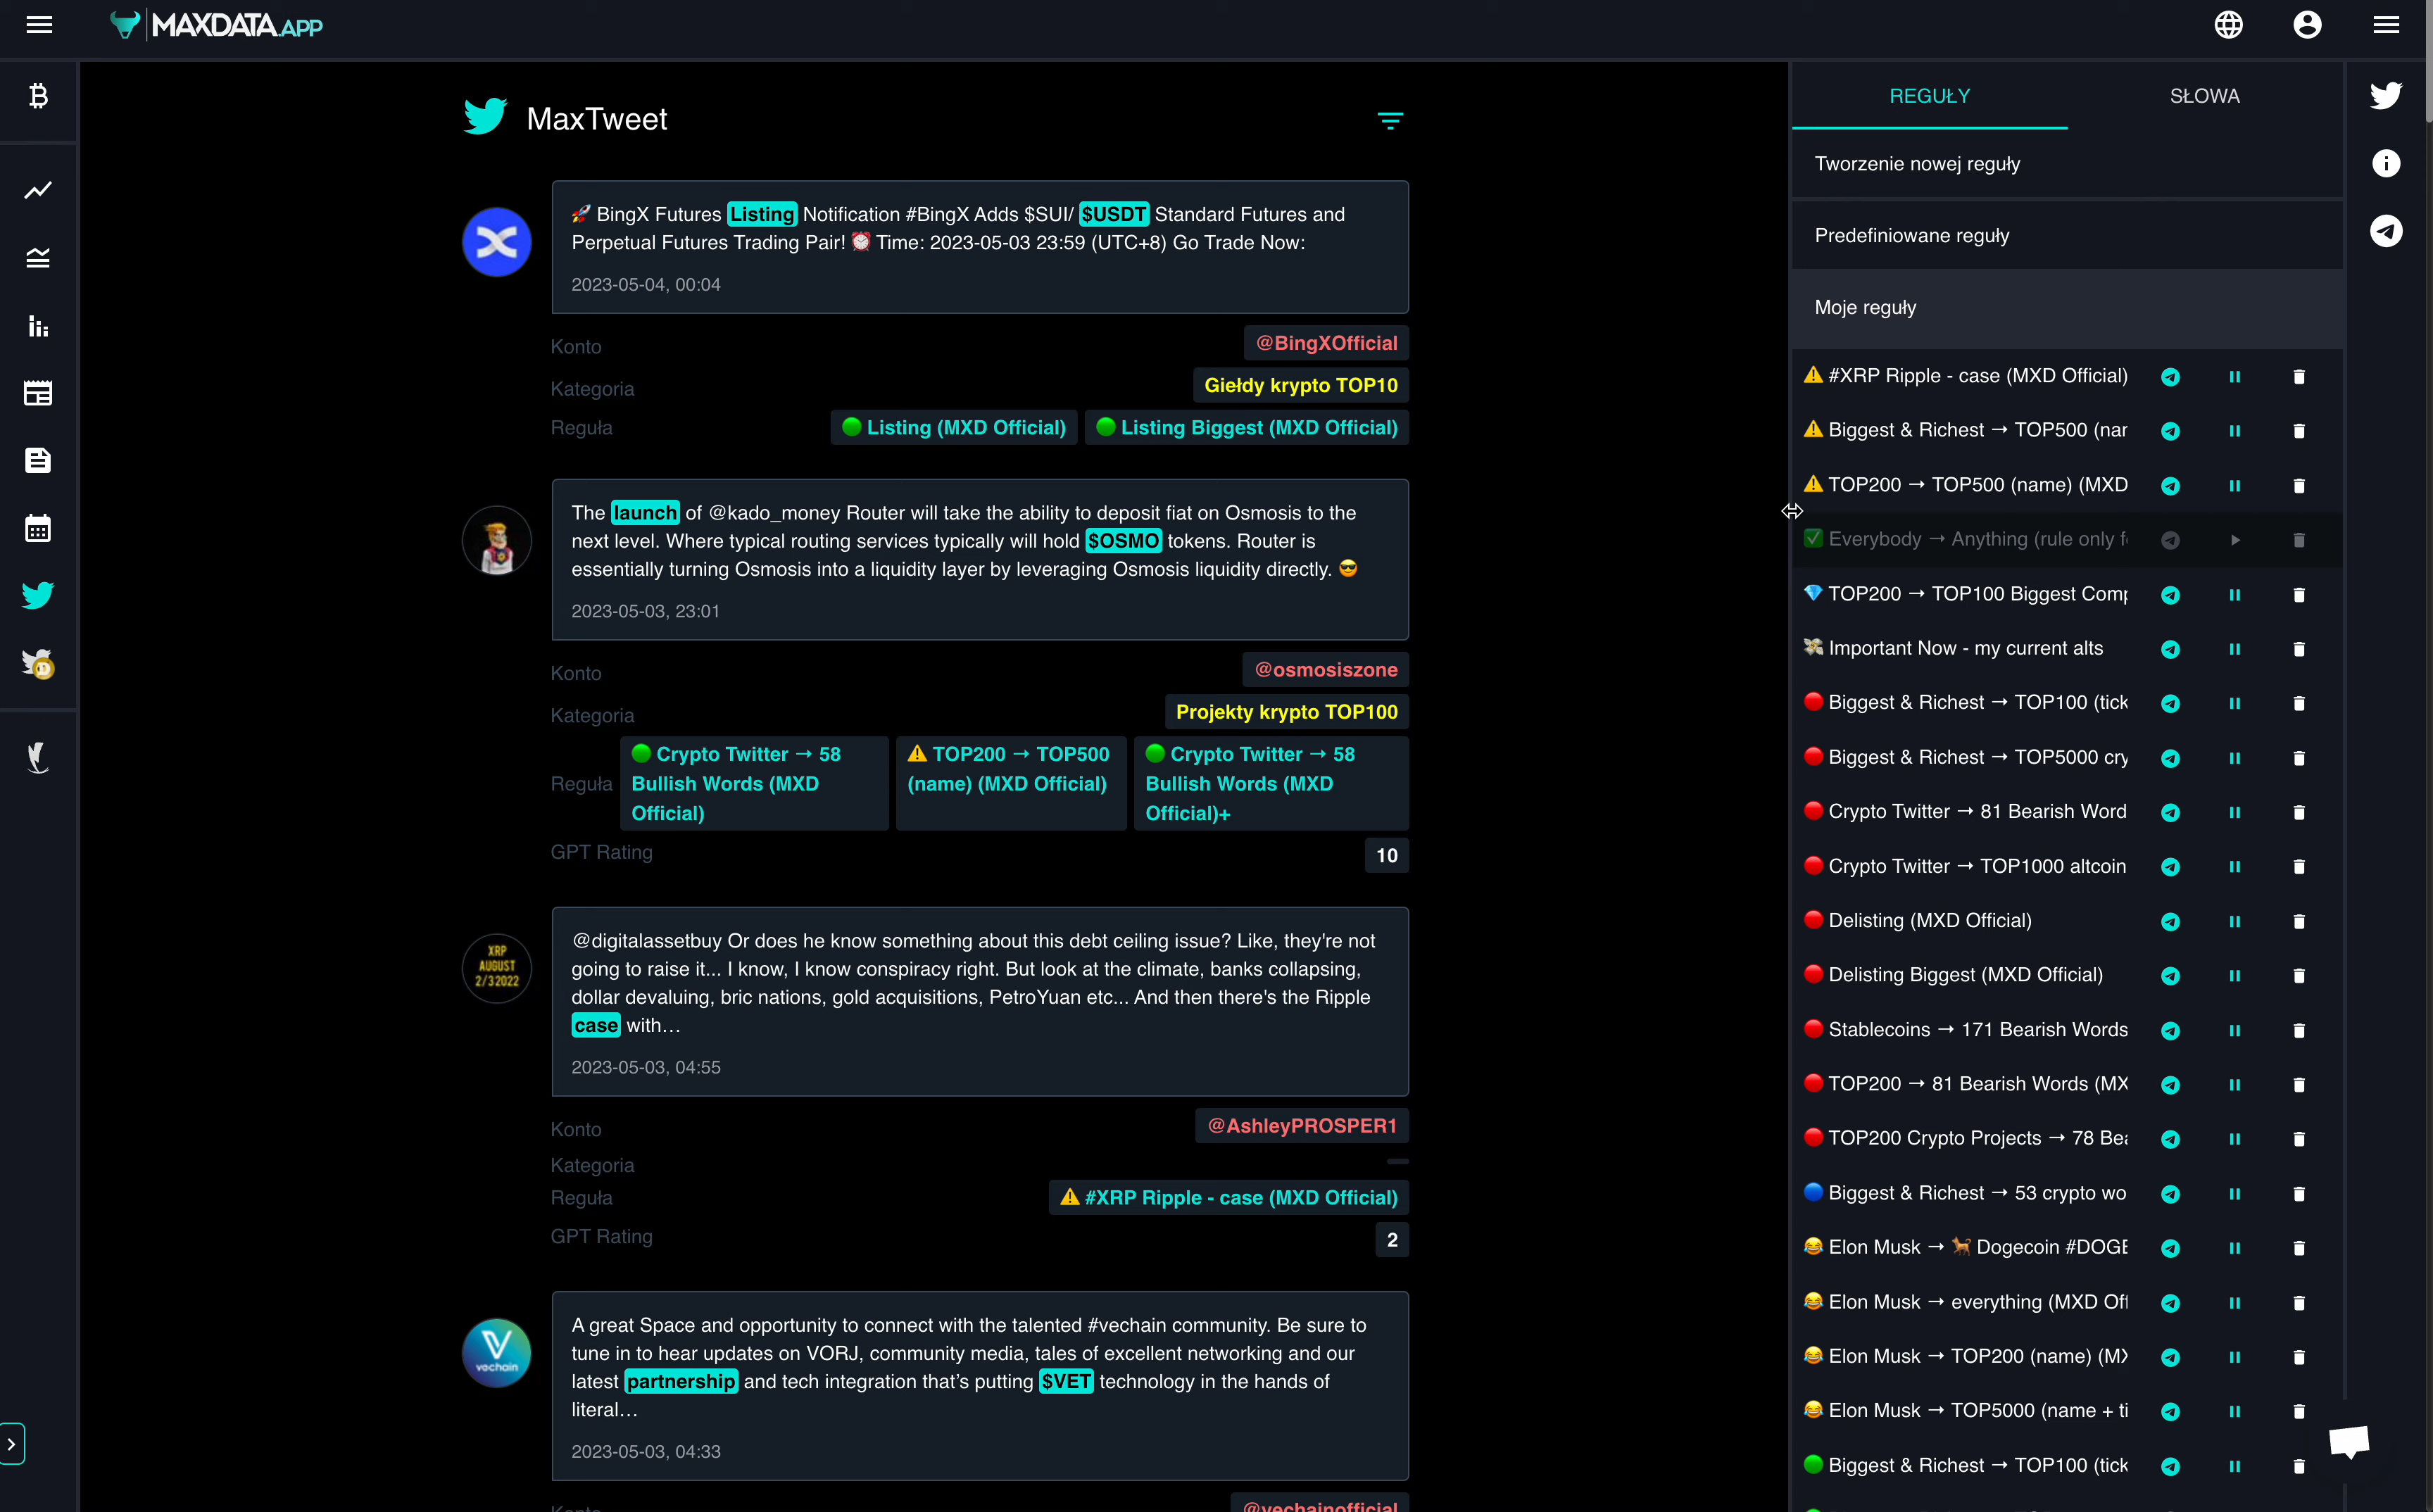 MAXDATA.APP
MaxTweet
🚀 BingX Futures Listing Notification #BingX Adds $SUI/ $USDT Standard Futures and
Perpetual Futures Trading Pair! ⏰ Time: 2023-05-03 23:59 (UTC+8) Go Trade Now:
2023-05-04, 00:04
Konto
@BingXOfficial
Kategoria
Giełdy krypto TOP10
Reguła
🟢 Listing (MXD Official)
🟢 Listing Biggest (MXD Official)
The launch of @kado_money Router will take the ability to deposit fiat on Osmosis to the
next level. Where typical routing services typically will hold $OSMO tokens. Router is
essentially turning Osmosis into a liquidity layer by leveraging Osmosis liquidity directly. 😎
2023-05-03, 23:01
Konto
@osmosiszone
Kategoria
Projekty krypto TOP100
Reguła
🟢 Crypto Twitter → 58
Bullish Words (MXD
Official)
⚠️ TOP200 → TOP500
(name) (MXD Official)
🟢 Crypto Twitter → 58
Bullish Words (MXD
Official)+
GPT Rating
10
XRP
AUGUST
2/3 2022
@digitalassetbuy Or does he know something about this debt ceiling issue? Like, they're not
going to raise it... I know, I know conspiracy right. But look at the climate, banks collapsing,
dollar devaluing, bric nations, gold acquisitions, PetroYuan etc... And then there's the Ripple
case with…
2023-05-03, 04:55
Konto
@AshleyPROSPER1
Kategoria
Reguła
⚠️ #XRP Ripple - case (MXD Official)
GPT Rating
2
vechain
A great Space and opportunity to connect with the talented #vechain community. Be sure to
tune in to hear updates on VORJ, community media, tales of excellent networking and our
latest partnership and tech integration that's putting $VET technology in the hands of
literal…
2023-05-03, 04:33
Konto
@vechainofficial
REGUŁY
SŁOWA
Tworzenie nowej reguły
Predefiniowane reguły
Moje reguły
⚠️ #XRP Ripple - case (MXD Official)
⚠️ Biggest & Richest → TOP500 (nar
⚠️ TOP200 → TOP500 (name) (MXD
✅ Everybody → Anything (rule only f
💎 TOP200 → TOP100 Biggest Comp
💸 Important Now - my current alts
🔴 Biggest & Richest → TOP100 (tick
🔴 Biggest & Richest → TOP5000 cry
🔴 Crypto Twitter → 81 Bearish Word
🔴 Crypto Twitter → TOP1000 altcoin
🔴 Delisting (MXD Official)
🔴 Delisting Biggest (MXD Official)
🔴 Stablecoins → 171 Bearish Words
🔴 TOP200 → 81 Bearish Words (MX
🔴 TOP200 Crypto Projects → 78 Bea
🔵 Biggest & Richest → 53 crypto wo
😂 Elon Musk → 🐕 Dogecoin #DOGE
😂 Elon Musk → everything (MXD Off
😂 Elon Musk → TOP200 (name) (MX
😂 Elon Musk → TOP5000 (name + ti
🟢 Biggest & Richest → TOP100 (tick